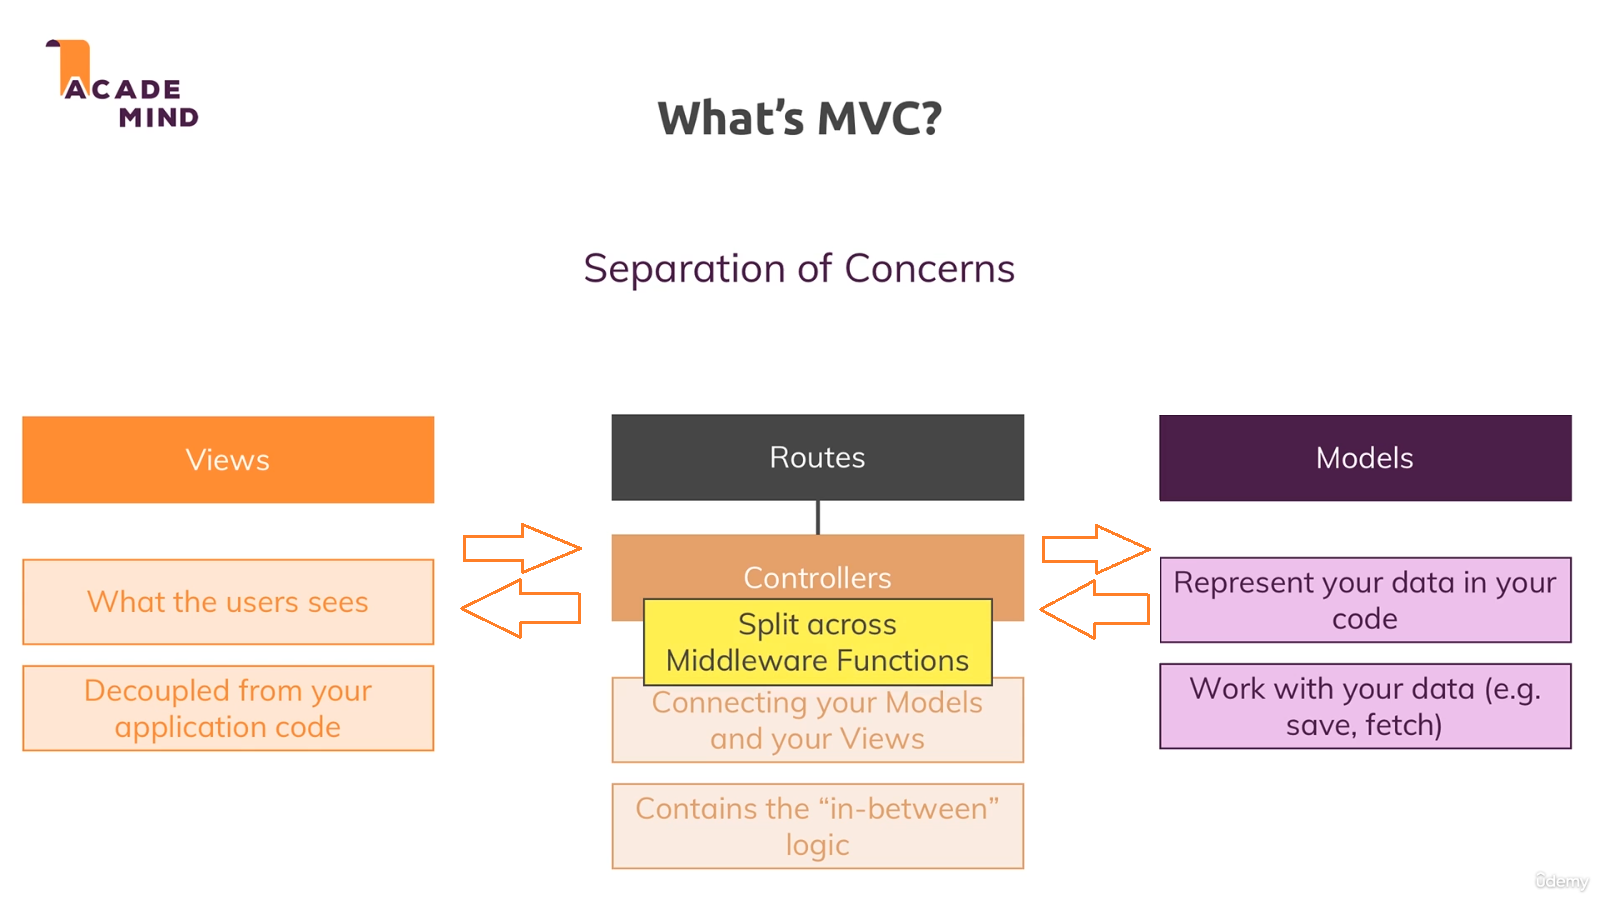 ACADE
MIND
What's MVC?
Separation of Concerns
Views
What the users sees
Decoupled from your
application code
Routes
Controllers
Split across
Middleware Functions
Connecting your Models
and your Views
Contains the “in-between”
logic
Models
Represent your data in your
code
Work with your data (e.g.
save, fetch)
ûdemy